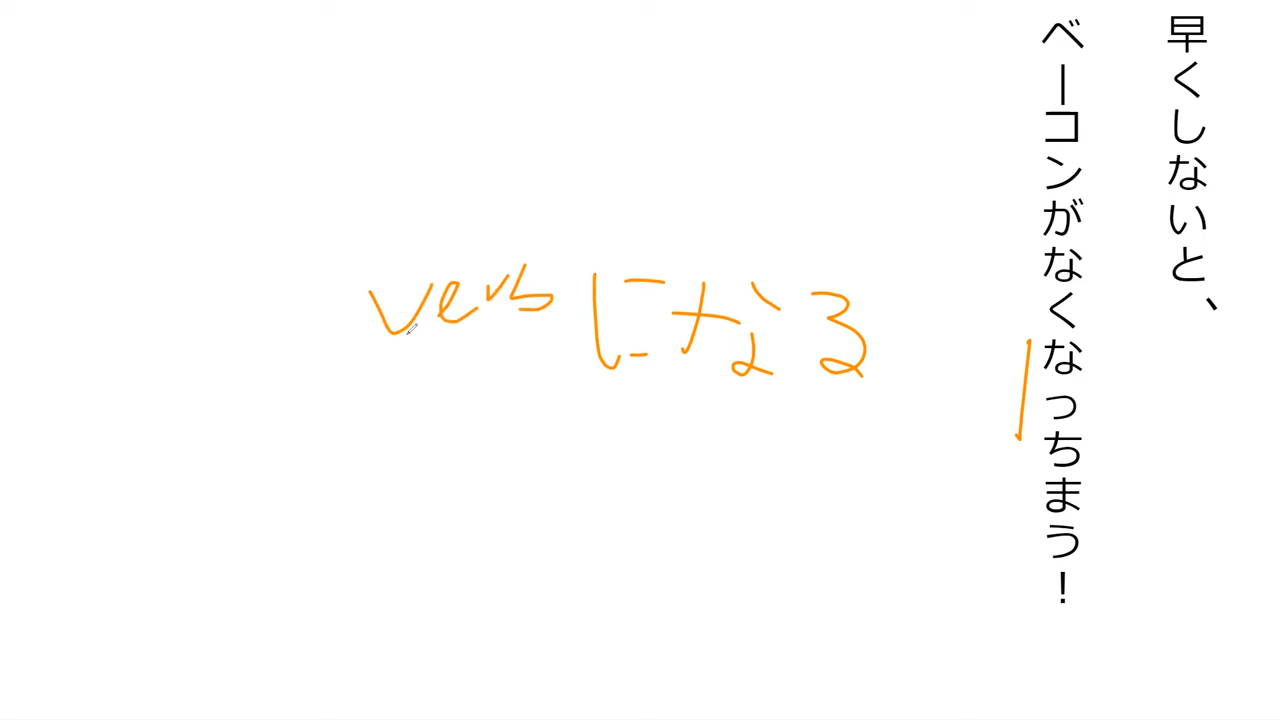 早くしないと、
ベーコンがなくなっちまう！
verbになる